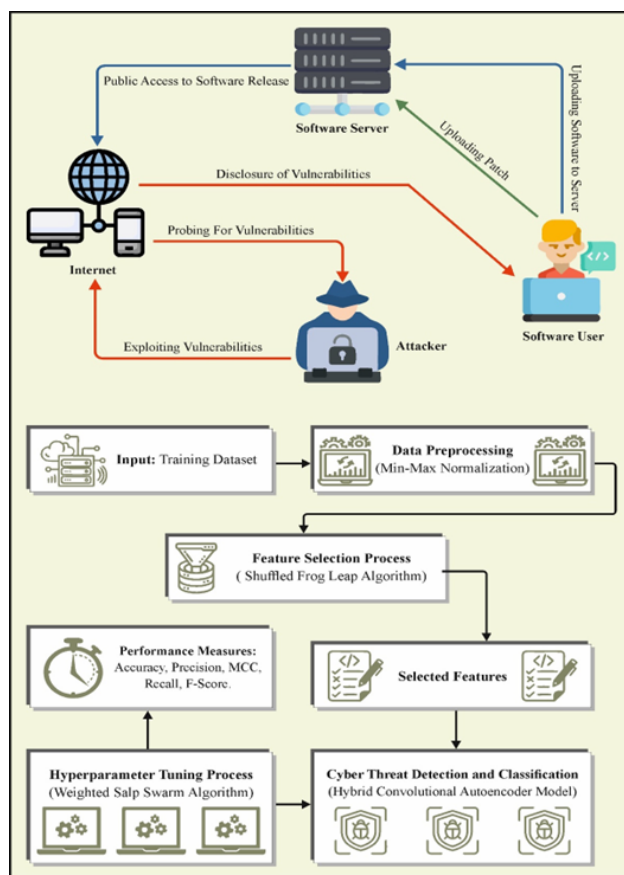 Public Access to Software Release
Software Server
Uploading Software to Server
Uploading Patch
Disclosure of Vulnerabilities
Probing For Vulnerabilities
Internet
Software User
Exploiting Vulnerabilities
Attacker
Input: Training Dataset
Data Preprocessing
(Min-Max Normalization)
Feature Selection Process
( Shuffled Frog Leap Algorithm)
Performance Measures:
Accuracy, Precision, MCC,
Recall, F-Score.
Selected Features
Hyperparameter Tuning Process
(Weighted Salp Swarm Algorithm)
Cyber Threat Detection and Classification
(Hybrid Convolutional Autoencoder Model)